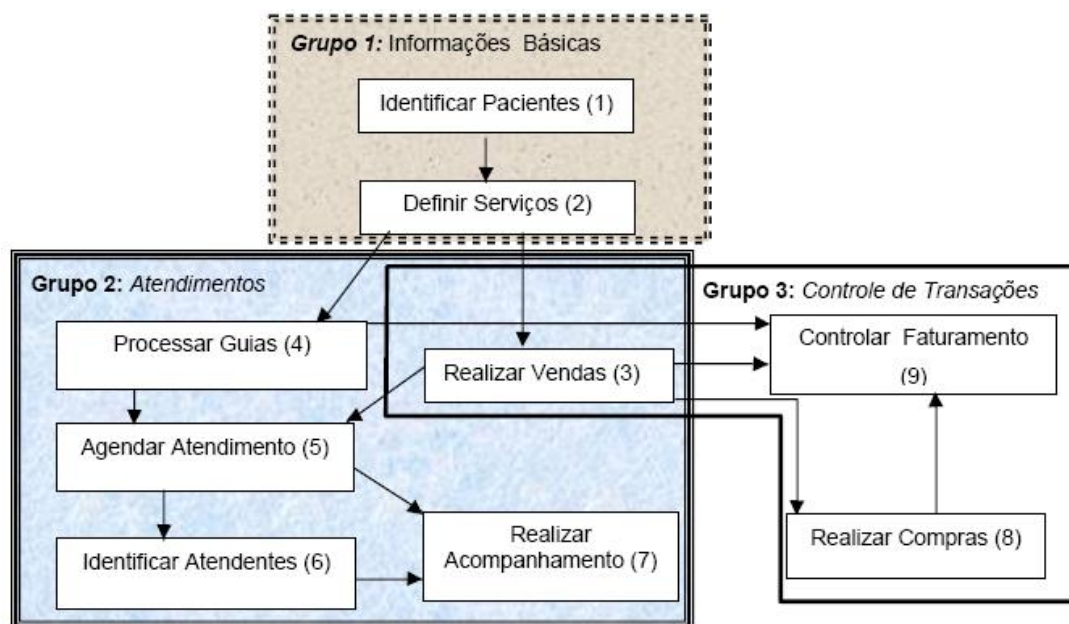 Grupo 1: Informações Básicas
Identificar Pacientes (1)
Definir Serviços (2)
Grupo 2: Atendimentos
Grupo 3: Controle de Transações
Processar Guias (4)
Realizar Vendas (3)
Controlar Faturamento
(9)
Agendar Atendimento (5)
Identificar Atendentes (6)
Realizar
Acompanhamento (7)
Realizar Compras (8)